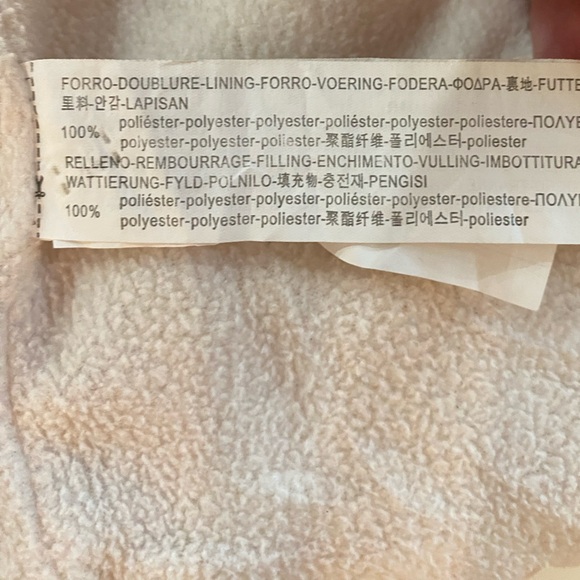 FORRO-DOUBLURE-LINING-FORRO-VOERING-FODERA-ΦΟΔΡΑ-裏地-FUTTE
里料-안감-LAPISAN
100% poliéster-polyester-polyester-poliéster-polyester-poliestere-ΠΟΛΥΕ
polyester-polyester-poliester-聚酯纤维-폴리에스터-poliester
RELLENO-REMBOURRAGE-FILLING-ENCHIMENTO-VULLING-IMBOTTITURA
WATTIERUNG-FYLD-POLNILO-填充物-충전재-PENGISI
100% poliéster-polyester-polyester-poliéster-polyester-poliestere-ΠΟΛΥΕ
polyester-polyester-poliester-聚酯纤维-폴리에스터-poliester